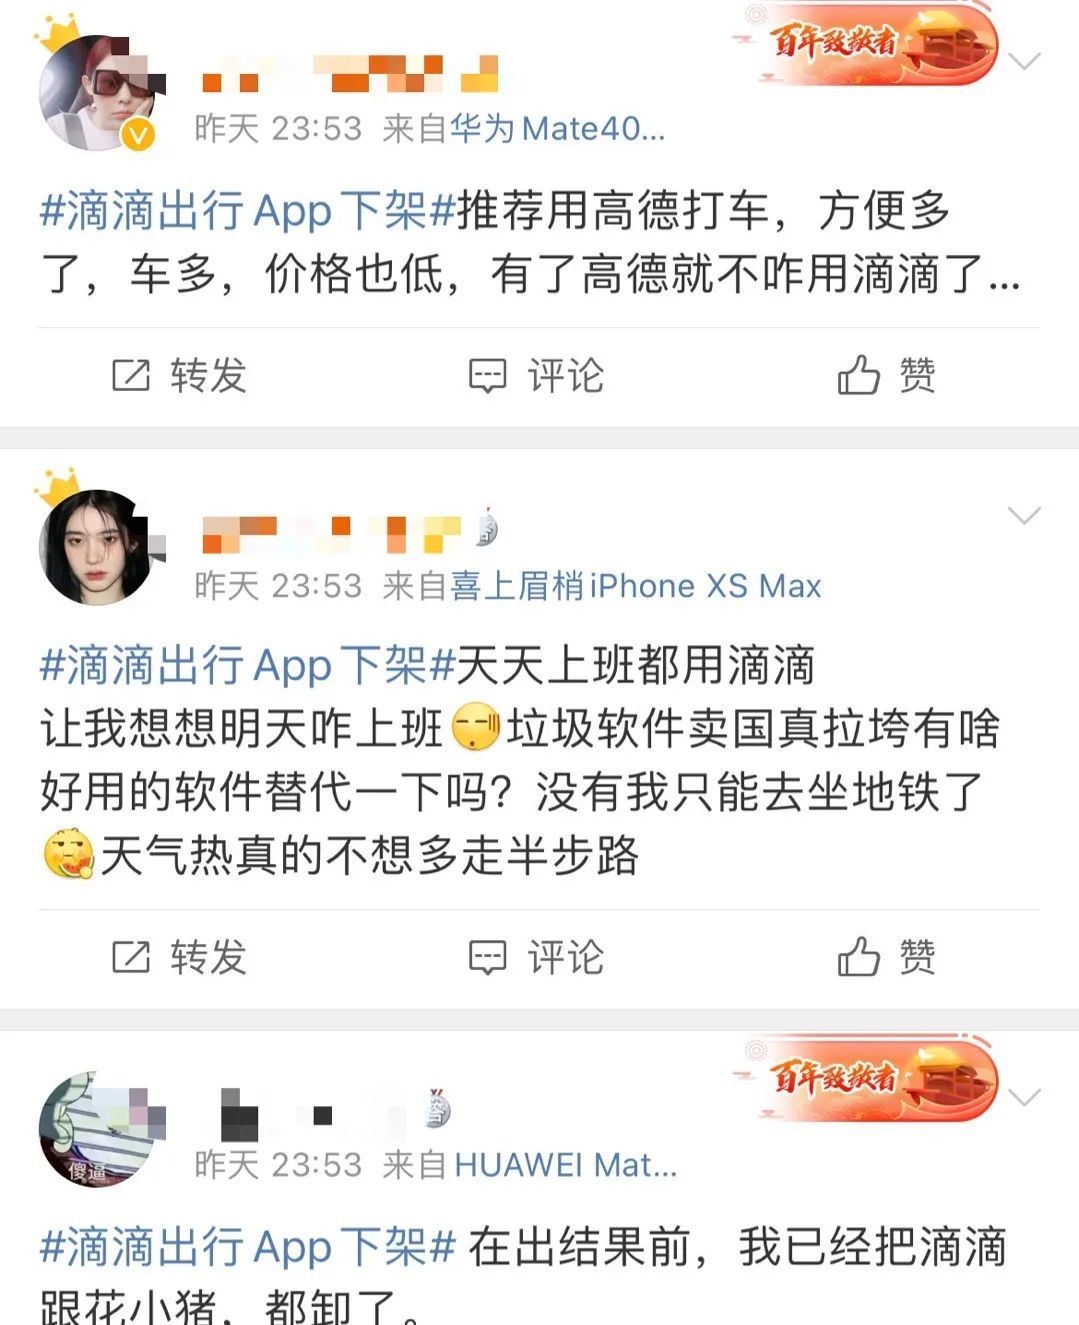 百年致敬者
昨天 23:53 来自华为Mate40...
#滴滴出行App下架#推荐用高德打车，方便多
了，车多，价格也低，有了高德就不咋用滴滴了...
转发 评论 赞
昨天 23:53 来自喜上眉梢iPhone XS Max
#滴滴出行App下架#天天上班都用滴滴
让我想想明天咋上班垃圾软件卖国真拉垮有啥
好用的软件替代一下吗？没有我只能去坐地铁了
天气热真的不想多走半步路
转发 评论 赞
百年致敬者
傻逼
昨天 23:53 来自HUAWEI Mat...
#滴滴出行App下架# 在出结果前，我已经把滴滴
跟花小猪，都卸了。